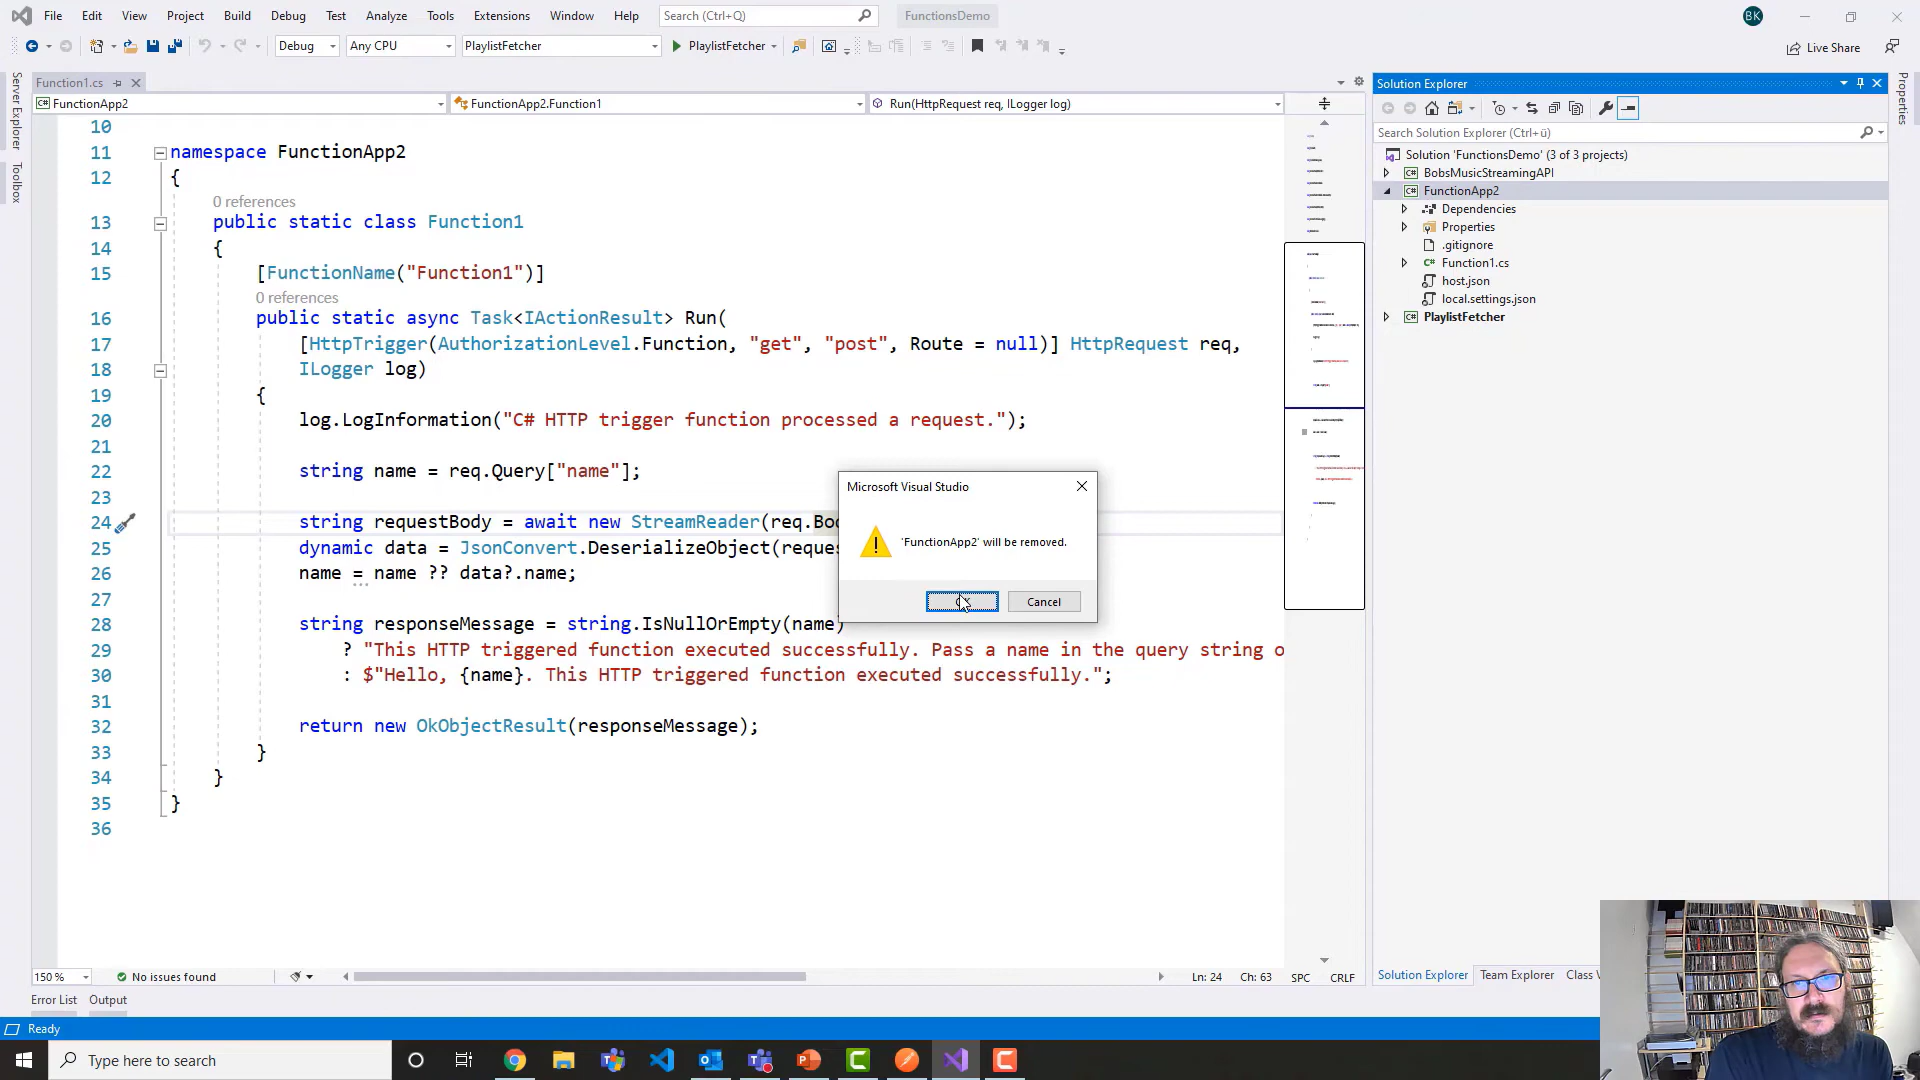 File Edit View Project Build Debug Test Analyze Tools Extensions Window Help Search (Ctrl+Q) FunctionsDemo BK
Debug Any CPU PlaylistFetcher PlaylistFetcher Live Share
Function1.cs
FunctionApp2 FunctionApp2.Function1 Run(HttpRequest req, ILogger log)
Server Explorer
Toolbox
10
11 namespace FunctionApp2
12 {
0 references
13 public static class Function1
14 {
15 [FunctionName("Function1")]
0 references
16 public static async Task<IActionResult> Run(
17 [HttpTrigger(AuthorizationLevel.Function, "get", "post", Route = null)] HttpRequest req,
18 ILogger log)
19 {
20 log.LogInformation("C# HTTP trigger function processed a request.");
21
22 string name = req.Query["name"];
23
24 string requestBody = await new StreamReader(req.Bo
25 dynamic data = JsonConvert.DeserializeObject(reque
26 name = name ?? data?.name;
27
28 string responseMessage = string.IsNullOrEmpty(name)
29 ? "This HTTP triggered function executed successfully. Pass a name in the query string o
30 : $"Hello, {name}. This HTTP triggered function executed successfully.";
31
32 return new OkObjectResult(responseMessage);
33 }
34 }
35 }
36
Microsoft Visual Studio
'FunctionApp2' will be removed.
Cancel
Solution Explorer
Search Solution Explorer (Ctrl+ü)
Solution 'FunctionsDemo' (3 of 3 projects)
BobsMusicStreamingAPI
FunctionApp2
Dependencies
Properties
.gitignore
Function1.cs
host.json
local.settings.json
PlaylistFetcher
Properties
150 % No issues found Ln: 24 Ch: 63 SPC CRLF
Solution Explorer Team Explorer Class V
Error List Output
Ready
Type here to search